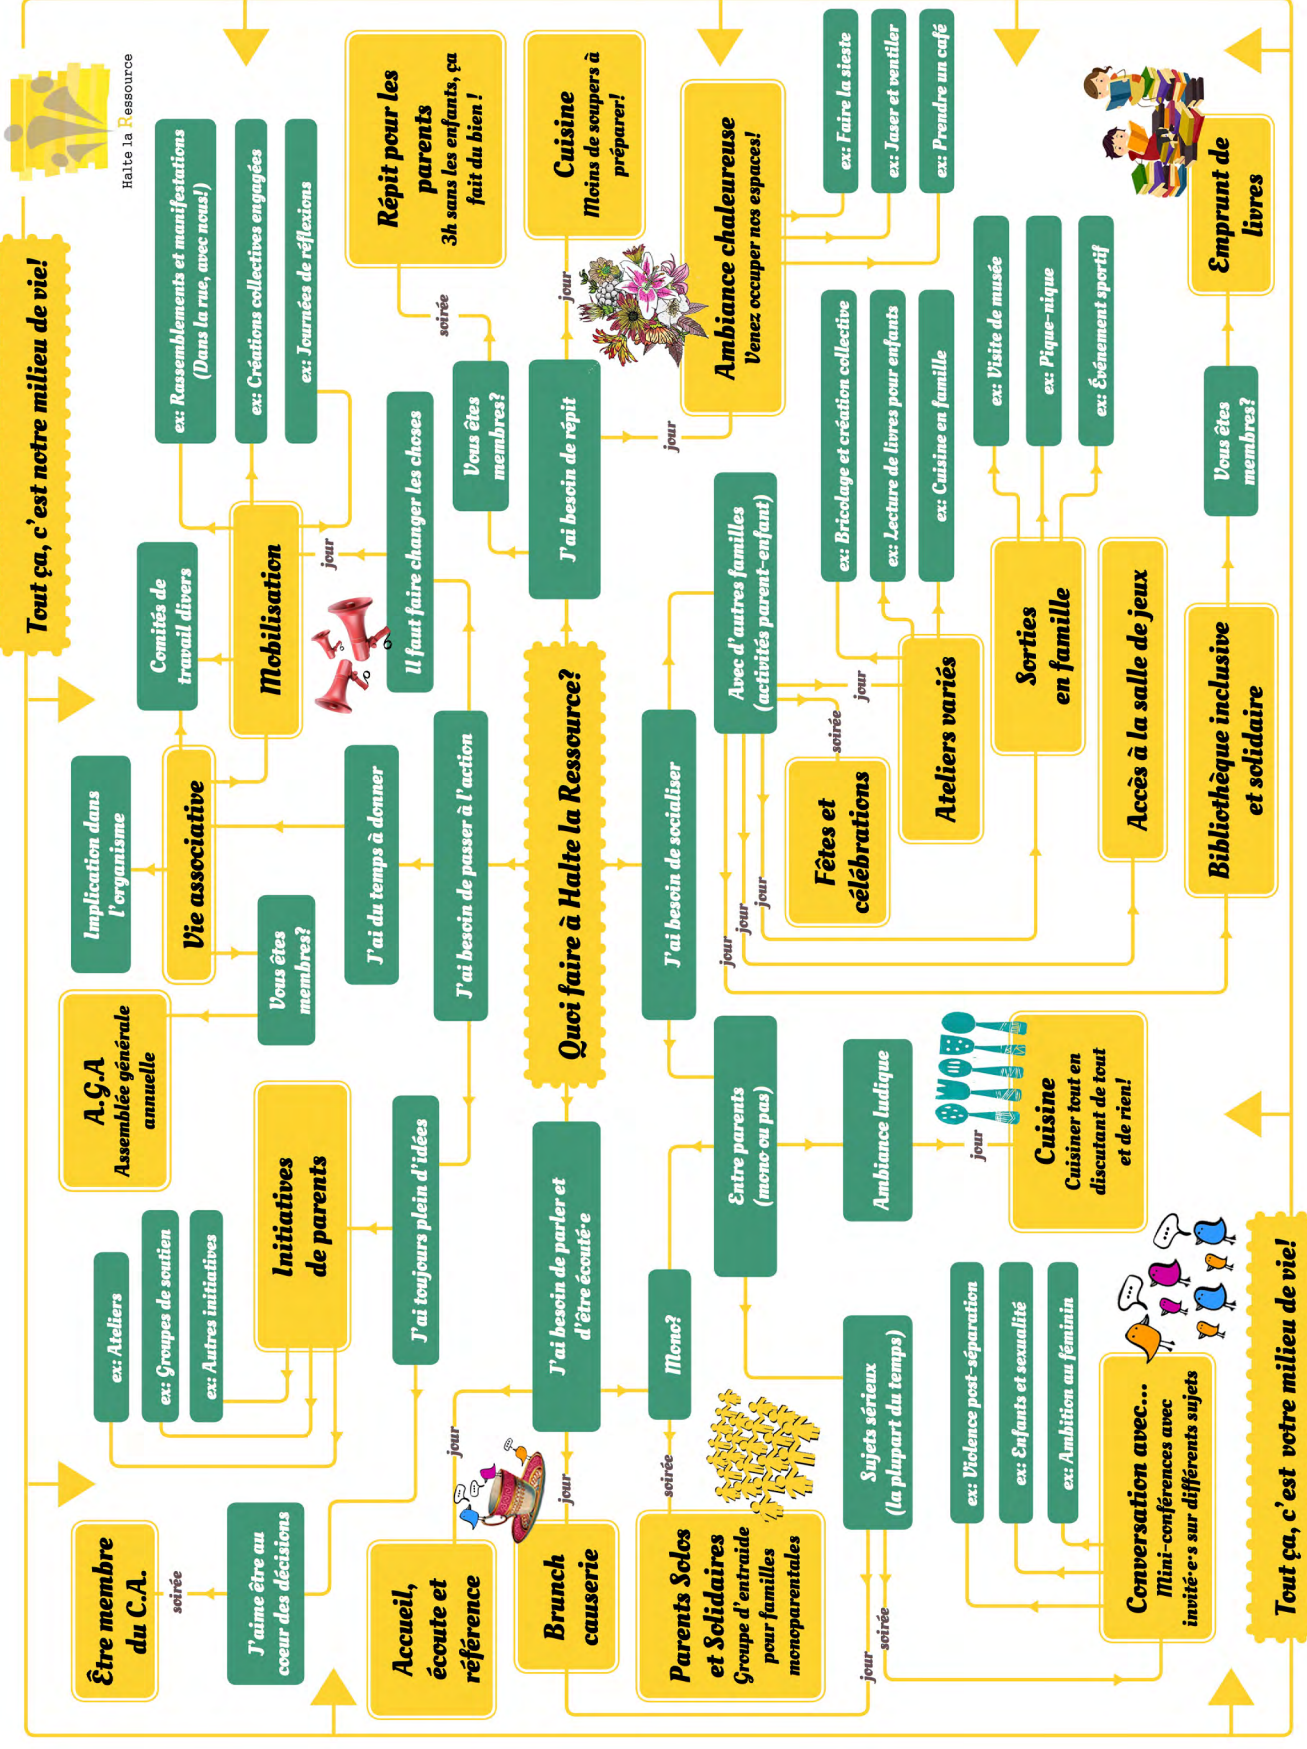 Tout ça, c'est notre milieu de vie!
Halte la Ressource
Être membre
du C.A.
soirée
J'aime être au
coeur des décisions
ex: Ateliers
ex: Groupes de soutien
ex: Autres initiatives
Initiatives
de parents
A.G.A
Assemblée générale
annuelle
Vous êtes
membres?
Implication dans
l'organisme
Vie associative
Comités de
travail divers
Mobilisation
ex: Rassemblements et manifestations
(Dans la rue, avec nous!)
ex: Créations collectives engagées
ex: Journées de réflexions
jour
J'ai toujours plein d'idées
J'ai du temps à donner
Il faut faire changer les choses
J'ai besoin de passer à l'action
Accueil,
écoute et
référence
jour
Répit pour les
parents
3h sans les enfants, ça
fait du bien !
soirée
Vous êtes
membres?
Brunch
causerie
jour
J'ai besoin de parler et
d'être écouté·e
Quoi faire à Halte la Ressource?
J'ai besoin de répit
jour
Cuisine
Moins de soupers à
préparer!
Parents Solos
et Solidaires
Groupe d'entraide
pour familles
monoparentales
soirée
Mono?
J'ai besoin de socialiser
jour
Ambiance chaleureuse
Venez occuper nos espaces!
ex: Faire la sieste
ex: Jaser et ventiler
ex: Prendre un café
Entre parents
(mono ou pas)
Avec d'autres familles
(activités parent-enfant)
jour
jour
jour
soirée
jour
Sujets sérieux
(la plupart du temps)
jour
soirée
Ambiance ludique
jour
Fêtes et
célébrations
Ateliers variés
ex: Bricolage et création collective
ex: Lecture de livres pour enfants
ex: Cuisine en famille
ex: Violence post-séparation
ex: Enfants et sexualité
ex: Ambition au féminin
Cuisine
Cuisiner tout en
discutant de tout
et de rien!
Sorties
en famille
ex: Visite de musée
ex: Pique-nique
ex: Événement sportif
Accès à la salle de jeux
Conversation avec...
Mini-conférences avec
invité·e·s sur différents sujets
Bibliothèque inclusive
et solidaire
Vous êtes
membres?
Emprunt de
livres
Tout ça, c'est votre milieu de vie!